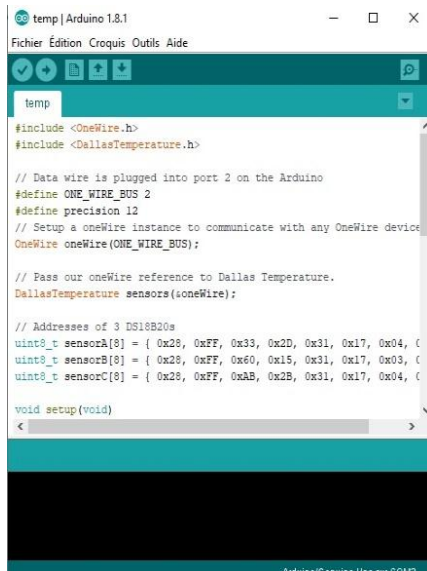 temp | Arduino 1.8.1
Fichier Édition Croquis Outils Aide
temp
#include <OneWire.h>
#include <DallasTemperature.h>
// Data wire is plugged into port 2 on the Arduino
#define ONE_WIRE_BUS 2
#define precision 12
// Setup a oneWire instance to communicate with any OneWire device
OneWire oneWire(ONE_WIRE_BUS);
// Pass our oneWire reference to Dallas Temperature.
DallasTemperature sensors(&oneWire);
// Addresses of 3 DS18B20s
uint8_t sensorA[8] = { 0x28, 0xFF, 0x33, 0x2D, 0x31, 0x17, 0x04,
uint8_t sensorB[8] = { 0x28, 0xFF, 0x60, 0x15, 0x31, 0x17, 0x03,
uint8_t sensorC[8] = { 0x28, 0xFF, 0xAB, 0x2B, 0x31, 0x17, 0x04,
void setup(void)